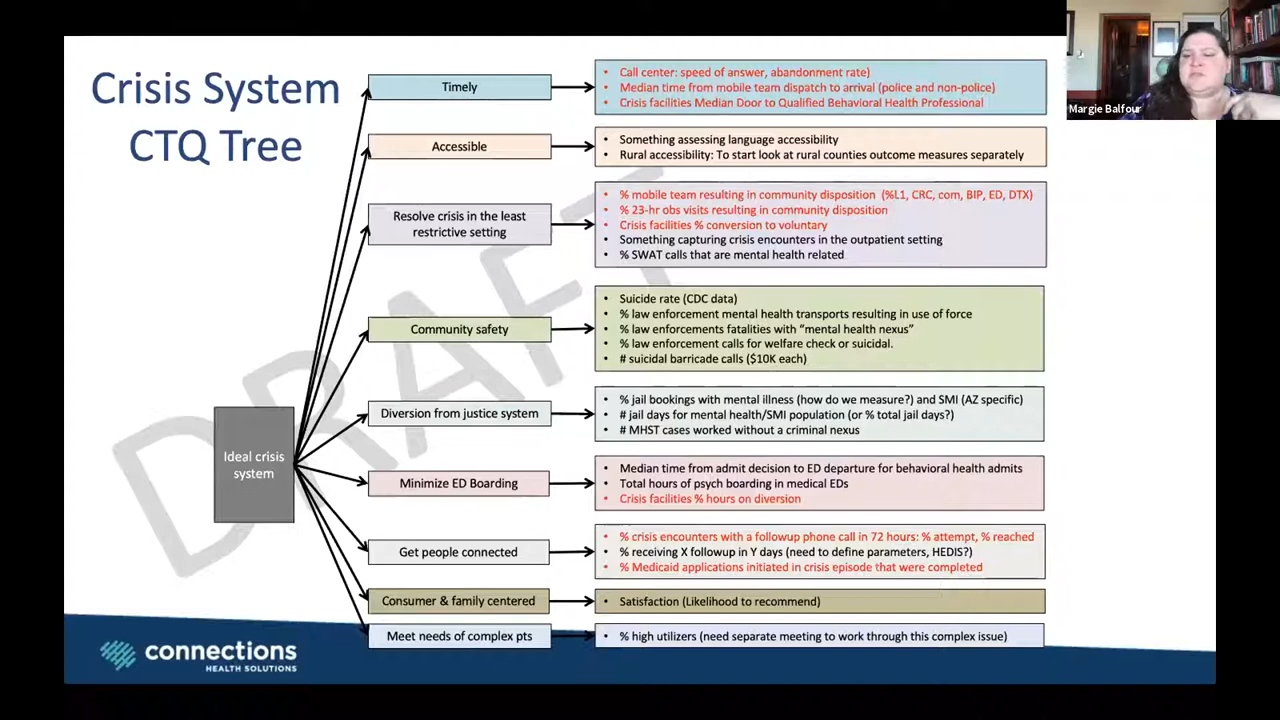 Crisis System
CTQ Tree
Margie Balfour
Ideal crisis
system
Timely
• Call center: speed of answer, abandonment rate)
• Median time from mobile team dispatch to arrival (police and non-police)
• Crisis facilities Median Door to Qualified Behavioral Health Professional
Accessible
• Something assessing language accessibility
• Rural accessibility: To start look at rural counties outcome measures separately
Resolve crisis in the least
restrictive setting
• % mobile team resulting in community disposition (%L1, CRC, com, BIP, ED, DTX)
• % 23-hr obs visits resulting in community disposition
• Crisis facilities % conversion to voluntary
• Something capturing crisis encounters in the outpatient setting
• % SWAT calls that are mental health related
Community safety
• Suicide rate (CDC data)
• % law enforcement mental health transports resulting in use of force
• % law enforcements fatalities with “mental health nexus”
• % law enforcement calls for welfare check or suicidal.
• # suicidal barricade calls ($10K each)
Diversion from justice system
• % jail bookings with mental illness (how do we measure?) and SMI (AZ specific)
• # jail days for mental health/SMI population (or % total jail days?)
• # MHST cases worked without a criminal nexus
Minimize ED Boarding
• Median time from admit decision to ED departure for behavioral health admits
• Total hours of psych boarding in medical EDs
• Crisis facilities % hours on diversion
Get people connected
• % crisis encounters with a followup phone call in 72 hours: % attempt, % reached
• % receiving X followup in Y days (need to define parameters, HEDIS?)
• % Medicaid applications initiated in crisis episode that were completed
Consumer & family centered
• Satisfaction (Likelihood to recommend)
Meet needs of complex pts
• % high utilizers (need separate meeting to work through this complex issue)
DRAFT
connections
HEALTH SOLUTIONS